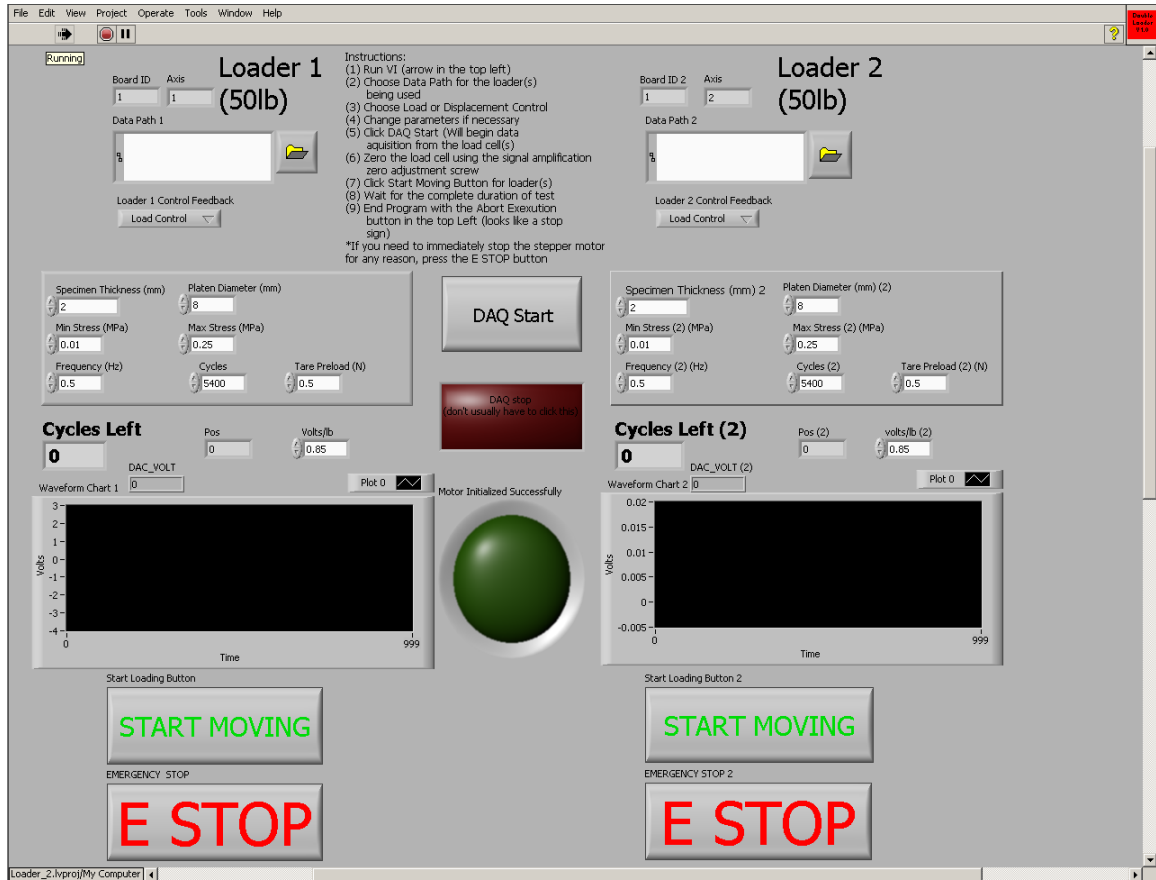 File Edit View Project Operate Tools Window Help
Double
Loader
V4.0
Running
Loader 1
(50lb)
Board ID
1
Axis
1
Data Path 1
Loader 1 Control Feedback
Load Control
Instructions:
(1) Run VI (arrow in the top left)
(2) Choose Data Path for the loader(s)
being used
(3) Choose Load or Displacement Control
(4) Change parameters if necessary
(5) Click DAQ Start (Will begin data
aquisition from the load cell(s)
(6) Zero the load cell using the signal amplification
zero adjustment screw
(7) Click Start Moving Button for loader(s)
(8) Wait for the complete duration of test
(9) End Program with the Abort Exexution
button in the top Left (looks like a stop
sign)
*If you need to immediately stop the stepper motor
for any reason, press the E STOP button
Loader 2
(50lb)
Board ID 2
1
Axis
2
Data Path 2
Loader 2 Control Feedback
Load Control
Specimen Thickness (mm)
2
Platen Diameter (mm)
8
Min Stress (MPa)
0.01
Max Stress (MPa)
0.25
Frequency (Hz)
0.5
Cycles
5400
Tare Preload (N)
0.5
DAQ Start
DAQ stop
(don't usually have to click this)
Specimen Thickness (mm) 2
2
Platen Diameter (mm) (2)
8
Min Stress (2) (MPa)
0.01
Max Stress (2) (MPa)
0.25
Frequency (2) (Hz)
0.5
Cycles (2)
5400
Tare Preload (2) (N)
0.5
Cycles Left
0
Pos
0
Volts/lb
0.85
DAC_VOLT
0
Waveform Chart 1
Plot 0
Volts
3
2
1
0
-1
-2
-3
-4
0
999
Time
Motor Initialized Successfully
Cycles Left (2)
0
Pos (2)
0
volts/lb (2)
0.85
DAC_VOLT (2)
0
Waveform Chart 2
Plot 0
Volts
0.02
0.015
0.01
0.005
0
-0.005
0
999
Time
Start Loading Button
START MOVING
EMERGENCY STOP
E STOP
Start Loading Button 2
START MOVING
EMERGENCY STOP 2
E STOP
Loader_2.lvproj/My Computer